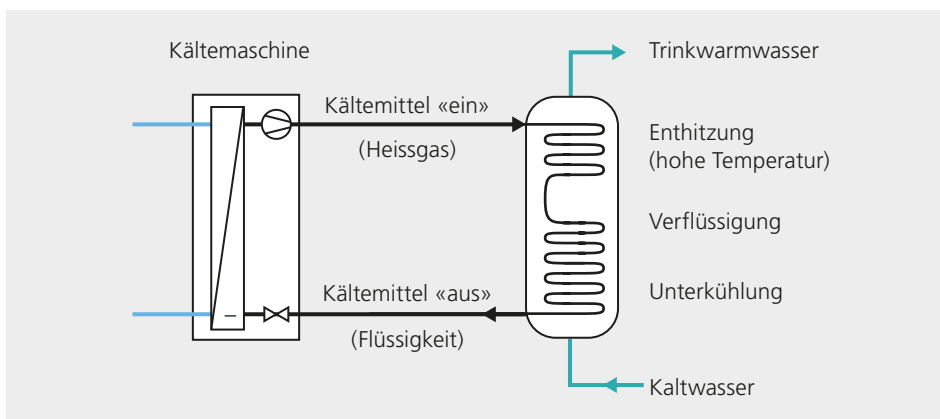 Kältemaschine
Trinkwarmwasser
Kältemittel «ein»
(Heissgas)
Enthitzung
(hohe Temperatur)
Verflüssigung
Kältemittel «aus»
(Flüssigkeit)
Unterkühlung
Kaltwasser